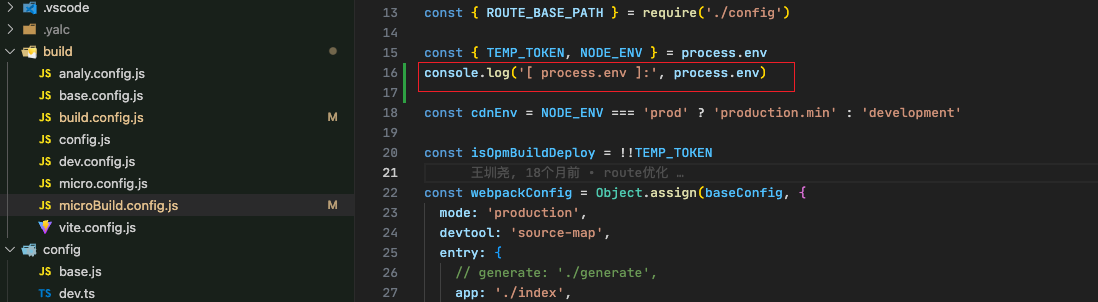 .vscode
.yalc
build
JS analy.config.js
JS base.config.js
JS build.config.js M
JS config.js
JS dev.config.js
JS micro.config.js
JS microBuild.config.js M
vite.config.js
config
JS base.js
TS dev.ts
13 const { ROUTE_BASE_PATH } = require('./config')
14
15 const { TEMP_TOKEN, NODE_ENV } = process.env
16 console.log('[ process.env ]:', process.env)
17
18 const cdnEnv = NODE_ENV === 'prod' ? 'production.min' : 'development'
19
20 const isOpmBuildDeploy = !!TEMP_TOKEN
21 王圳尧, 18个月前 • route优化 …
22 const webpackConfig = Object.assign(baseConfig, {
23 mode: 'production',
24 devtool: 'source-map',
25 entry: {
26 // generate: './generate',
27 app: './index',